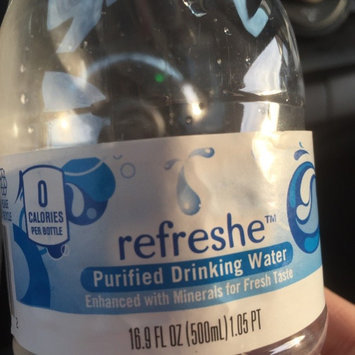 0
CALORIES
PER BOTTLE
refreshe™
Purified Drinking Water
Enhanced with Minerals for Fresh Taste
16.9 FL OZ (500mL) 1.05 PT